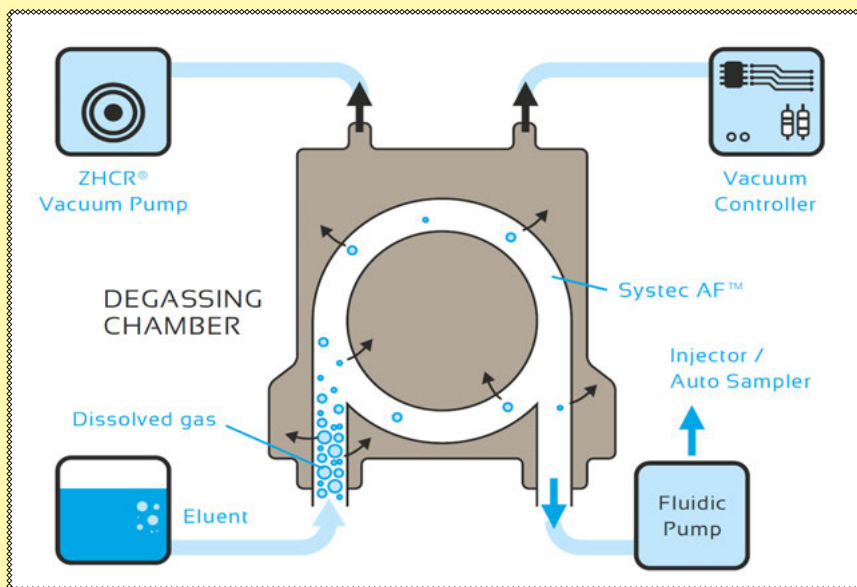 ZHCR®
Vacuum Pump
Vacuum
Controller
DEGASSING
CHAMBER
Systec AF™
Injector /
Auto Sampler
Dissolved gas
Eluent
Fluidic
Pump